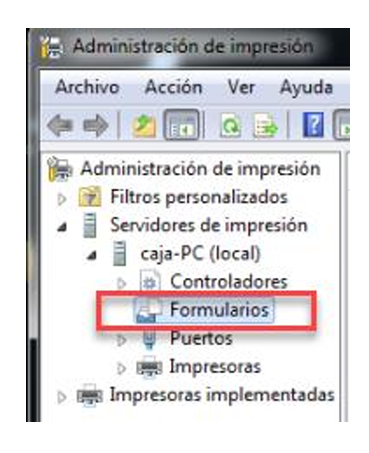 Administración de impresión
Archivo Acción Ver Ayuda
Administración de impresión
Filtros personalizados
Servidores de impresión
caja-PC (local)
Controladores
Formularios
Puertos
Impresoras
Impresoras implementadas